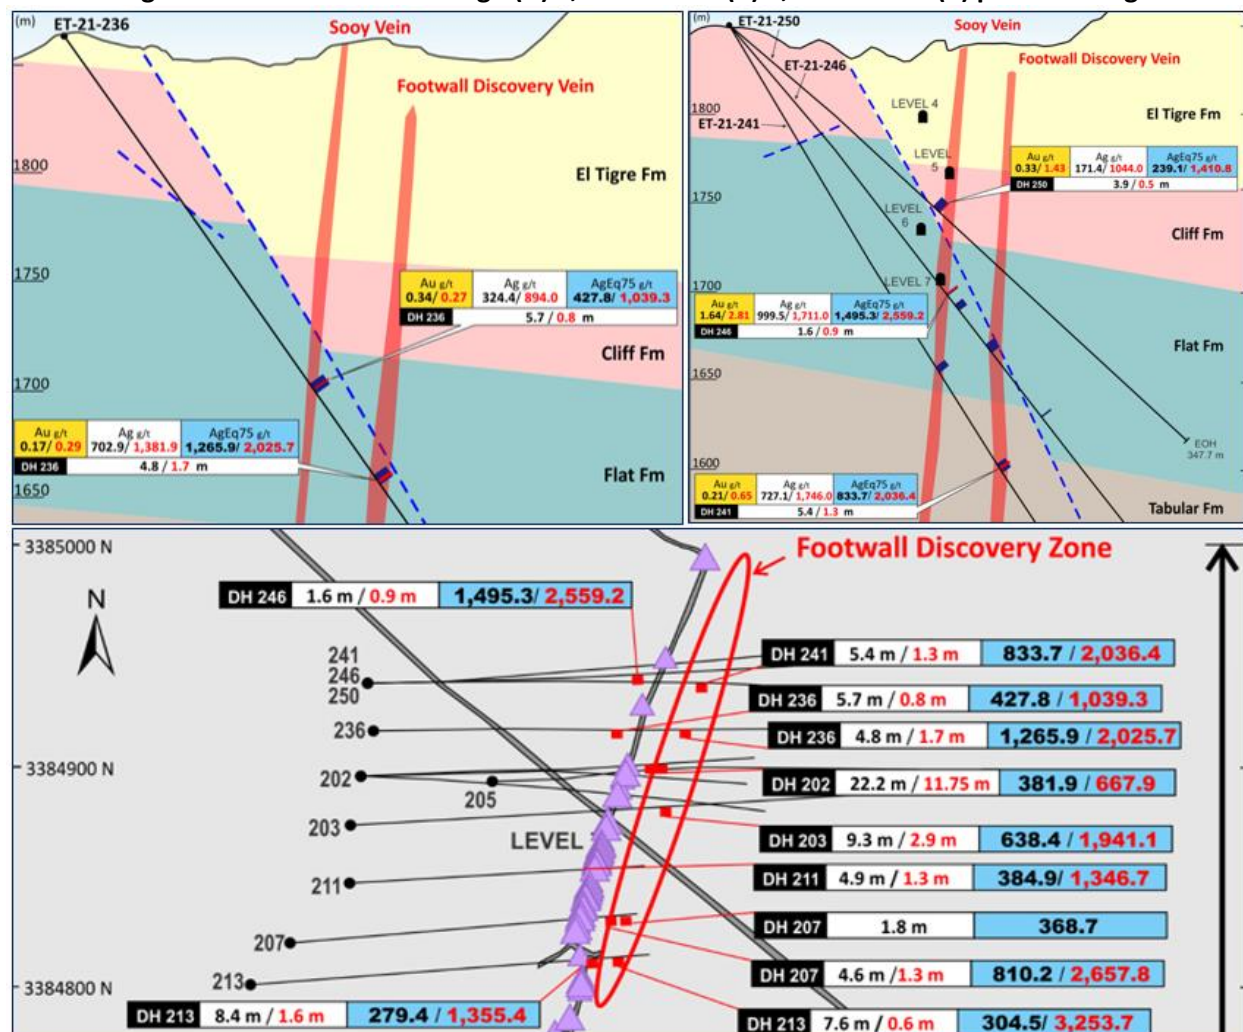 (m)
ET-21-236
Sooy Vein
Footwall Discovery Vein
El Tigre Fm
1800
1750
Au g/t Ag g/t AgEq75 g/t
0.34/ 0.27 324.4/ 894.0 427.8/ 1,039.3
DH 236 5.7 / 0.8 m
Cliff Fm
1700
Au g/t Ag g/t AgEq75 g/t
0.17/ 0.29 702.9/ 1,381.9 1,265.9/ 2,025.7
DH 236 4.8 / 1.7 m
Flat Fm
1650
(m)
ET-21-250
Sooy Vein
ET-21-246
Footwall Discovery Vein
LEVEL 4
1800
El Tigre Fm
ET-21-241
LEVEL
5
Au g/t Ag g/t AgEq75 g/t
0.33/ 1.43 171.4/ 1044.0 239.1/ 1,410.8
DH 250 3.9 / 0.5 m
1750
LEVEL
6
Cliff Fm
LEVEL 7
1700
Au g/t Ag g/t AgEq75 g/t
1.64/ 2.81 999.5/ 1,711.0 1,495.3/ 2,559.2
DH 246 1.6 / 0.9 m
Flat Fm
1650
EOH
347.7 m
1600
Au g/t Ag g/t AgEq75 g/t
0.21/ 0.65 727.1/ 1,746.0 833.7/ 2,036.4
DH 241 5.4 / 1.3 m
Tabular Fm
3385000 N
Footwall Discovery Zone
N
DH 246 1.6 m / 0.9 m 1,495.3/ 2,559.2
241
246
250
DH 241 5.4 m / 1.3 m 833.7 / 2,036.4
DH 236 5.7 m / 0.8 m 427.8 / 1,039.3
236
DH 236 4.8 m / 1.7 m 1,265.9 / 2,025.7
3384900 N
202
205
DH 202 22.2 m / 11.75 m 381.9 / 667.9
203
LEVEL
DH 203 9.3 m / 2.9 m 638.4 / 1,941.1
211
DH 211 4.9 m / 1.3 m 384.9/ 1,346.7
207
DH 207 1.8 m 368.7
DH 207 4.6 m /1.3 m 810.2 / 2,657.8
213
3384800 N
DH 213 8.4 m / 1.6 m 279.4 / 1,355.4
DH 213 7.6 m / 0.6 m 304.5/ 3,253.7